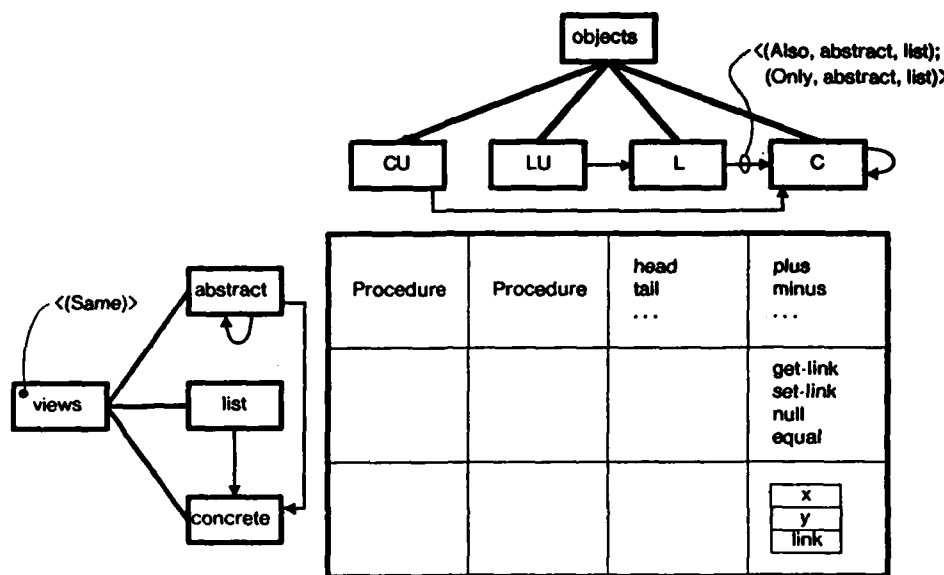 objects
<(Also, abstract, list);
(Only, abstract, list)>
CU
LU
L
C
<(Same)>
views
abstract
list
concrete
Procedure
Procedure
head
tail
...
plus
minus
...
get-link
set-link
null
equal
x
y
link